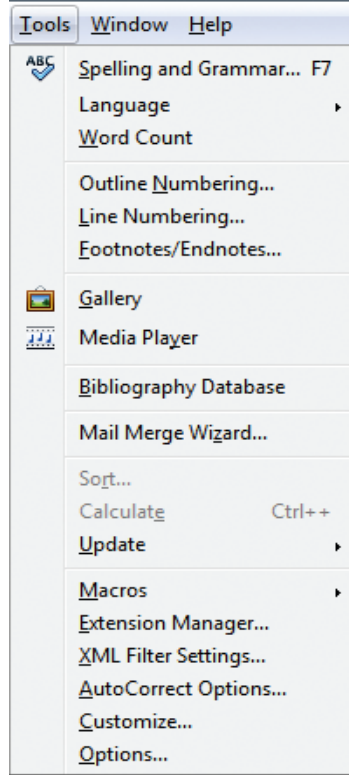 Tools Window Help
ABC
Spelling and Grammar... F7
Language
Word Count
Outline Numbering...
Line Numbering...
Footnotes/Endnotes...
Gallery
Media Player
Bibliography Database
Mail Merge Wizard...
Sort...
Calculate Ctrl++
Update
Macros
Extension Manager...
XML Filter Settings...
AutoCorrect Options...
Customize...
Options...